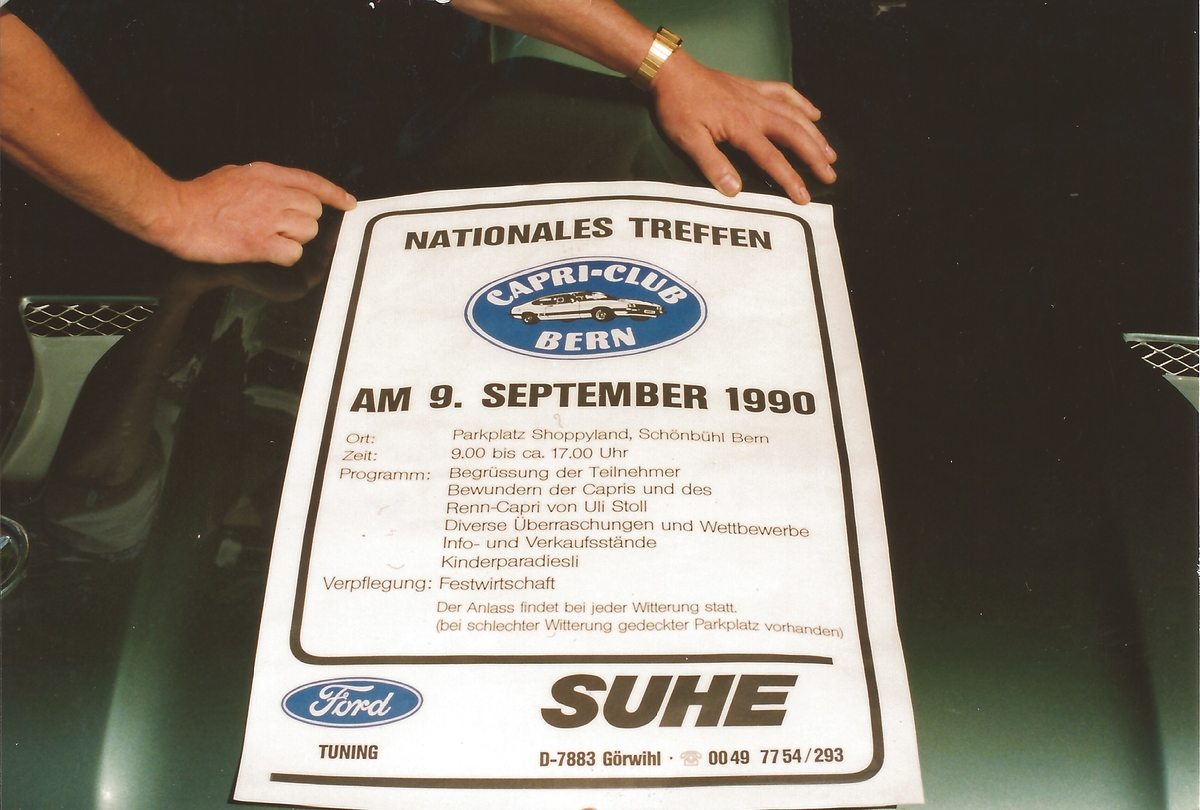 NATIONALES TREFFEN
CAPRI-CLUB
BERN
AM 9. SEPTEMBER 1990
Ort: Parkplatz Shoppyland, Schönbühl Bern
Zeit: 9.00 bis ca. 17.00 Uhr
Programm: Begrüssung der Teilnehmer
Bewundern der Capris und des
Renn-Capri von Uli Stoll
Diverse Überraschungen und Wettbewerbe
Info- und Verkaufsstände
Kinderparadiesli
Verpflegung: Festwirtschaft
Der Anlass findet bei jeder Witterung statt.
(bei schlechter Witterung gedeckter Parkplatz vorhanden)
Ford
TUNING
SUHE
D-7883 Görwihl · ☎ 0049 7754/293